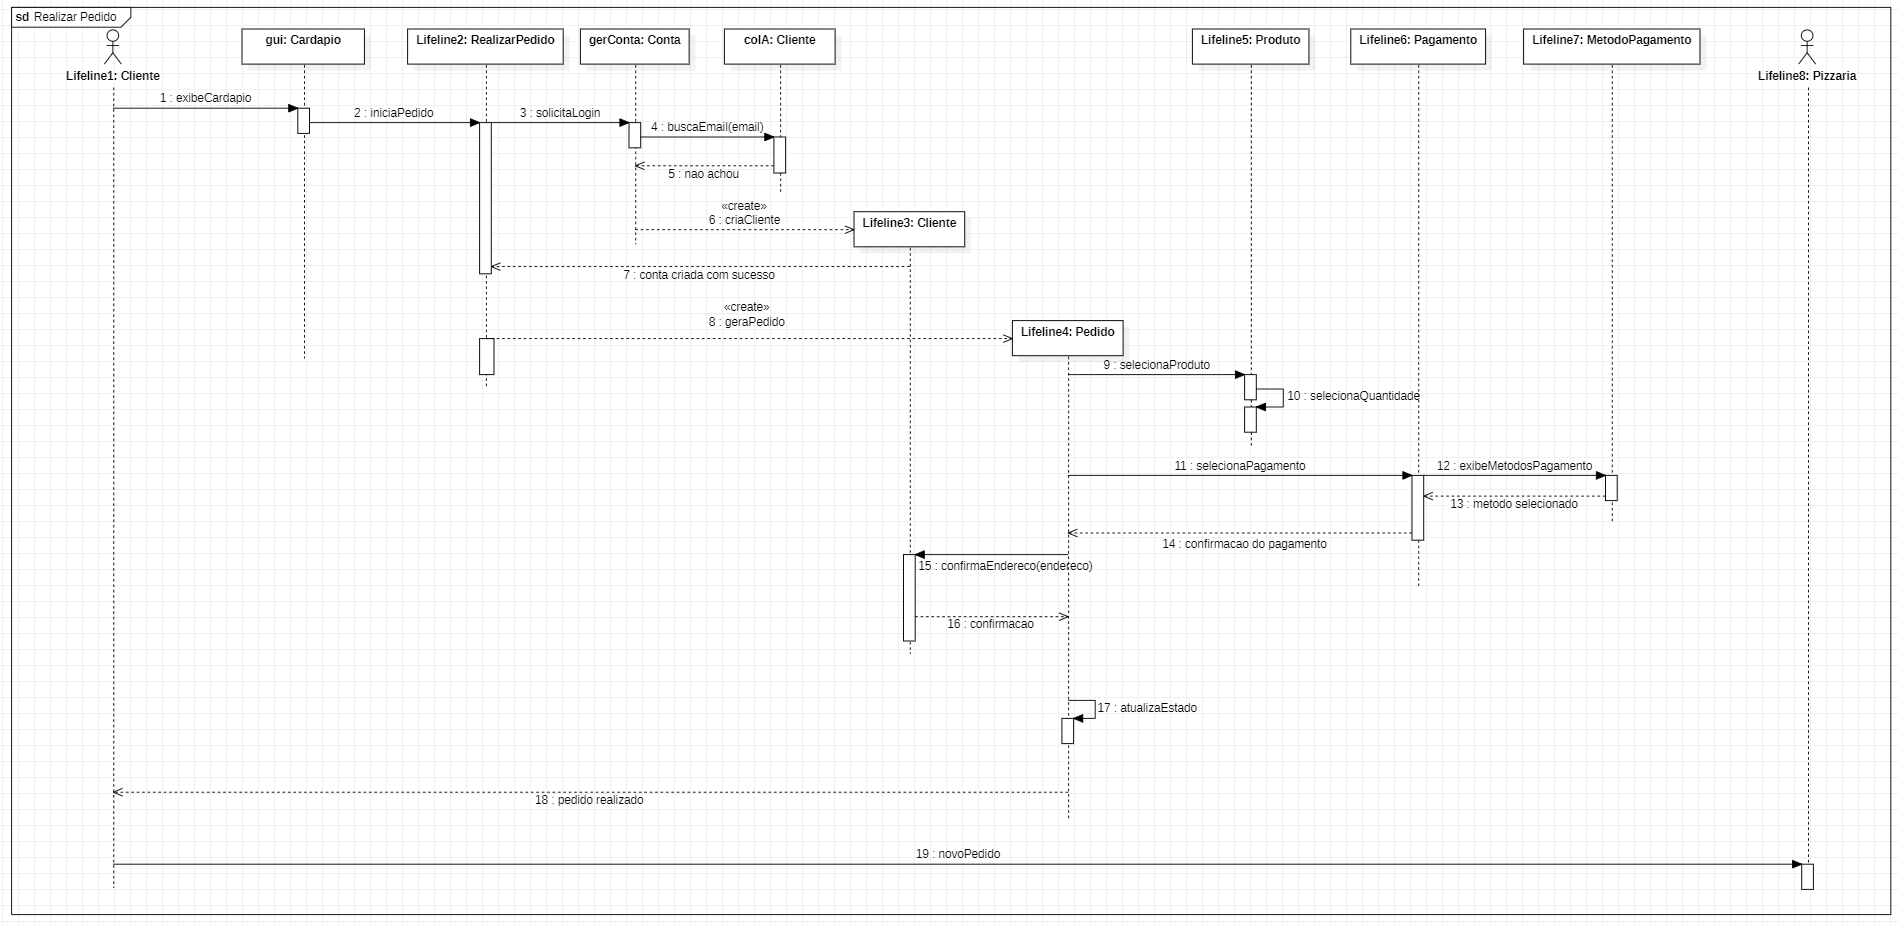 sd Realizar Pedido
gui: Cardapio
Lifeline2: RealizarPedido
gerConta: Conta
colA: Cliente
Lifeline5: Produto
Lifeline6: Pagamento
Lifeline7: MetodoPagamento
Lifeline1: Cliente
Lifeline8: Pizzaria
1 : exibeCardapio
2 : iniciaPedido
3 : solicitaLogin
4 : buscaEmail(email)
5 : nao achou
«create»
6 : criaCliente
Lifeline3: Cliente
7 : conta criada com sucesso
«create»
8 : geraPedido
Lifeline4: Pedido
9 : selecionaProduto
10 : selecionaQuantidade
11 : selecionaPagamento
12 : exibeMetodosPagamento
13 : metodo selecionado
14 : confirmacao do pagamento
15 : confirmaEndereco(endereco)
16 : confirmacao
17 : atualizaEstado
18 : pedido realizado
19 : novoPedido